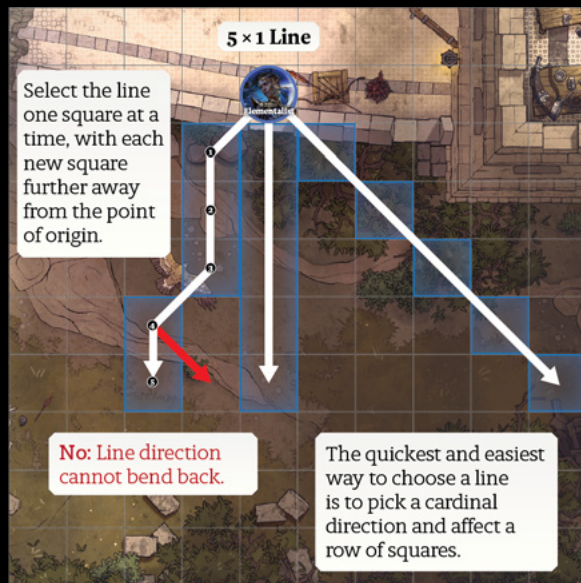 5 × 1 Line
Elementalist
Select the line
one square at a
time, with each
new square
further away
from the point
of origin.
1
2
3
4
5
No: Line direction
cannot bend back.
The quickest and easiest
way to choose a line
is to pick a cardinal
direction and affect a
row of squares.